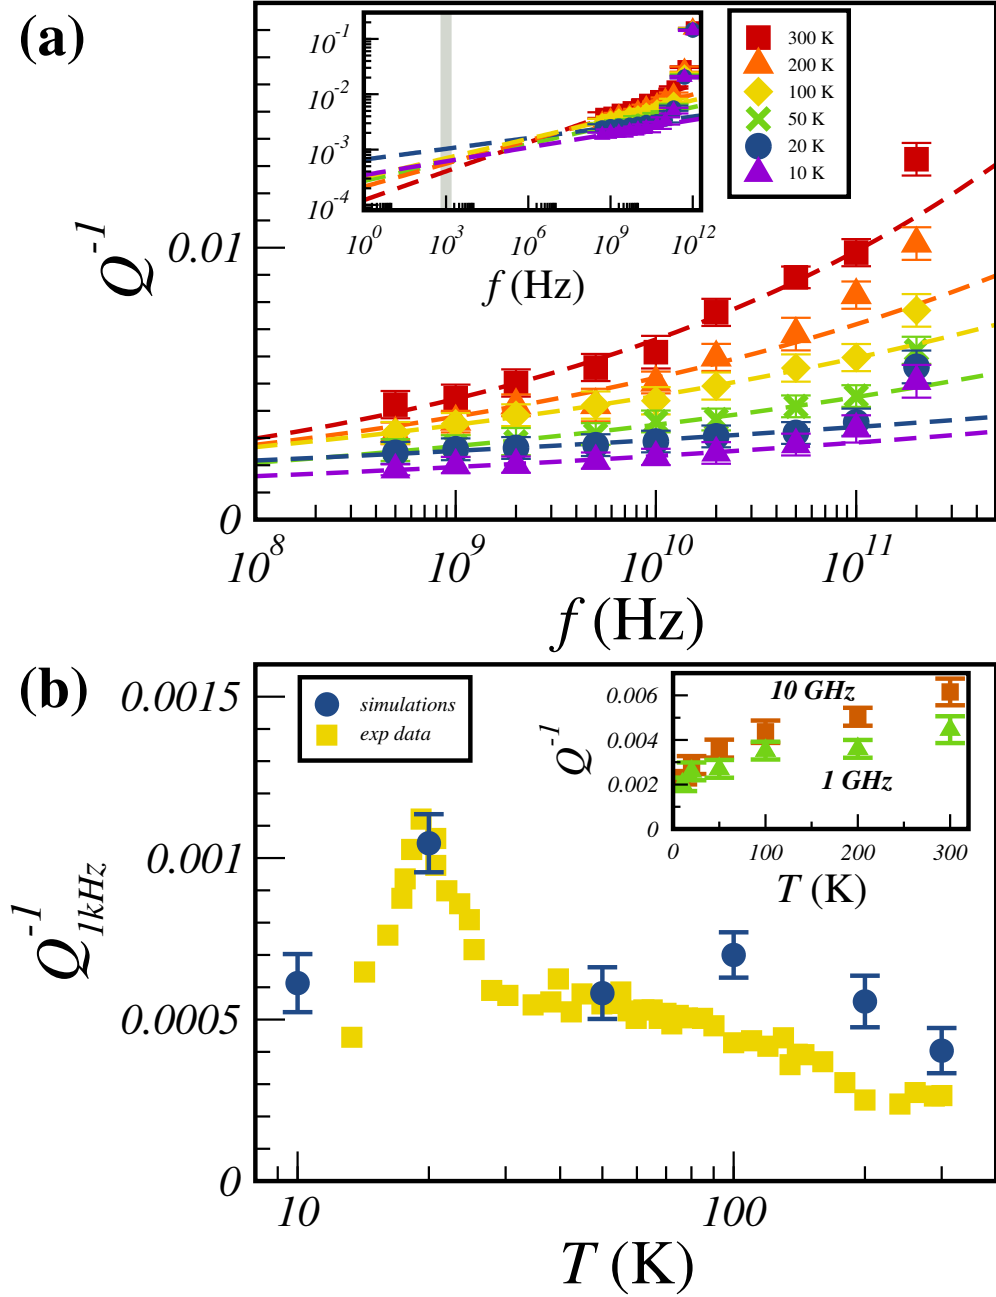 (a)
10^-1
10^-2
10^-3
10^-4
10^0 10^3 10^6 10^9 10^12
f (Hz)
300 K
200 K
100 K
50 K
20 K
10 K
Q^-1
0.01
0
10^8 10^9 10^10 10^11
f (Hz)
(b)
0.0015
0.001
0.0005
0
Q^-1_1kHz
simulations
exp data
Q^-1
0.006
0.004
0.002
0
10 GHz
1 GHz
0 100 200 300
T (K)
10 100
T (K)